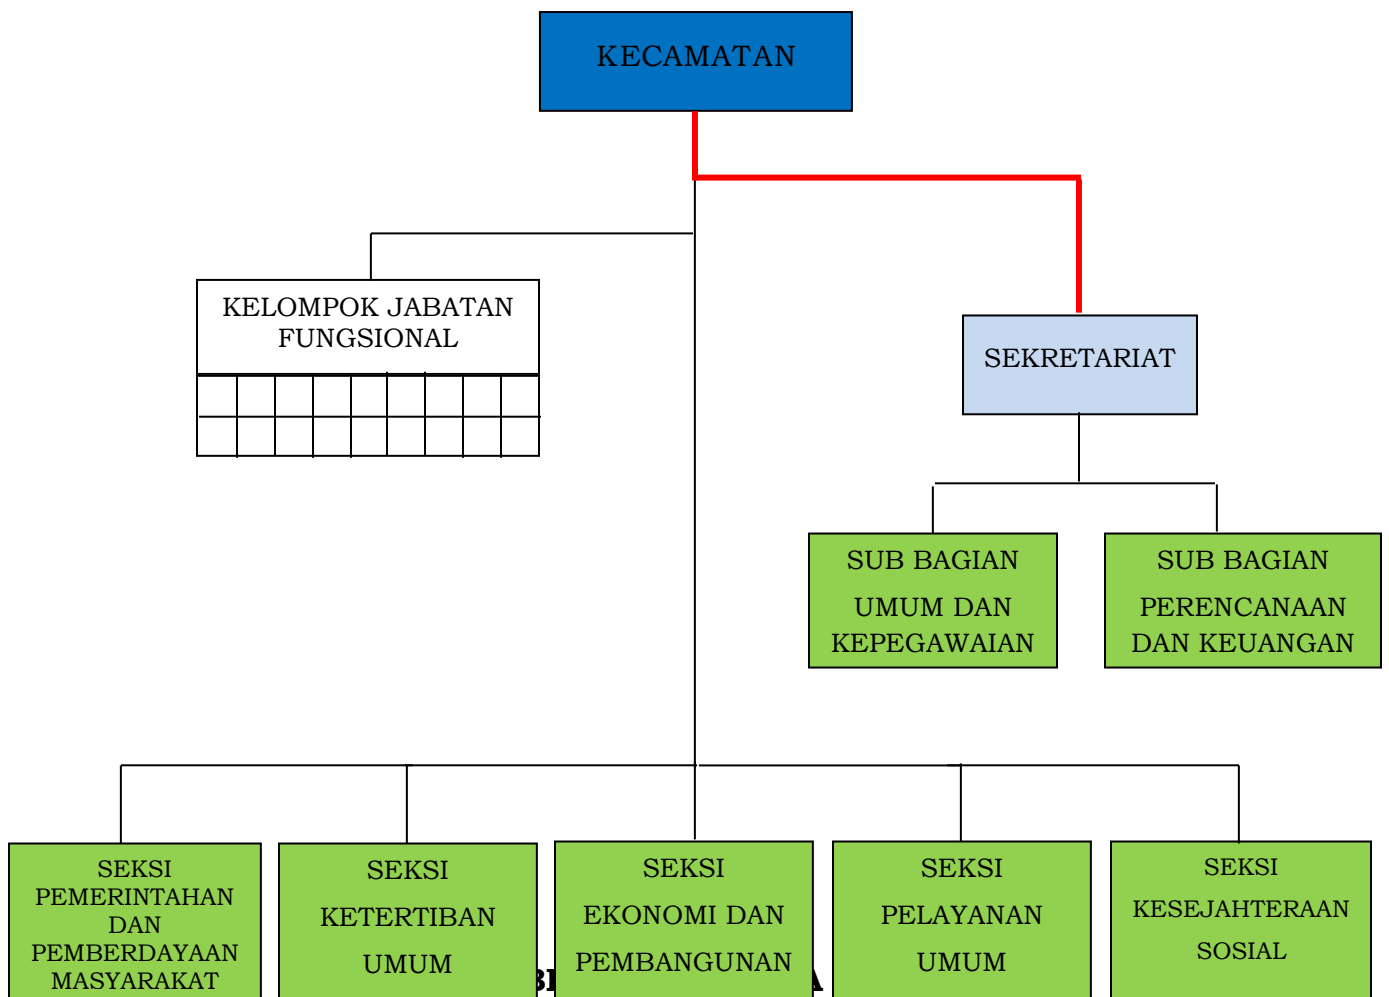 KECAMATAN
KELOMPOK JABATAN
FUNGSIONAL
SEKRETARIAT
SUB BAGIAN
UMUM DAN
KEPEGAWAIAN
SUB BAGIAN
PERENCANAAN
DAN KEUANGAN
SEKSI
PEMERINTAHAN
DAN
PEMBERDAYAAN
MASYARAKAT
SEKSI
KETERTIBAN
UMUM
SEKSI
EKONOMI DAN
PEMBANGUNAN
SEKSI
PELAYANAN
UMUM
SEKSI
KESEJAHTERAAN
SOSIAL